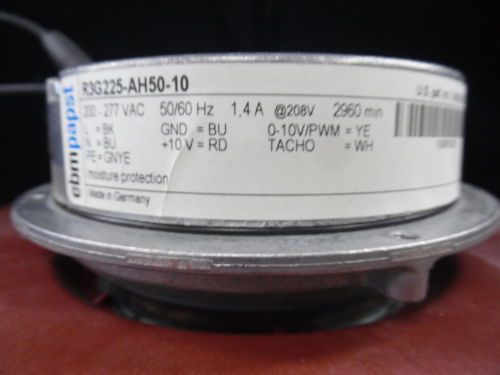 R3G225-AH50-10
200 - 277 VAC 50/60 Hz 1,4 A @208V 2960 min
L = BK GND = BU 0-10V/PWM = YE
N = BU +10 V = RD TACHO = WH
PE = GNYE
moisture protection
Made in Germany
ebmpapst